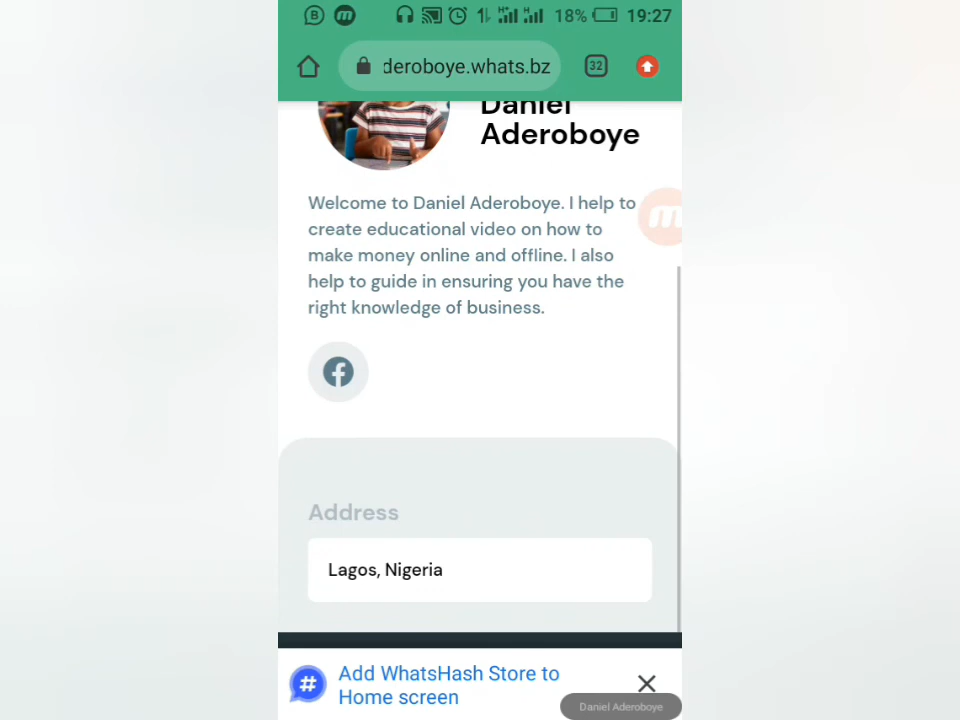 18% 19:27
deroboye.whats.bz 32
Daniel
Aderoboye
Welcome to Daniel Aderoboye. I help to
create educational video on how to
make money online and offline. I also
help to guide in ensuring you have the
right knowledge of business.
Address
Lagos, Nigeria
Add WhatsHash Store to
Home screen
Daniel Aderoboye